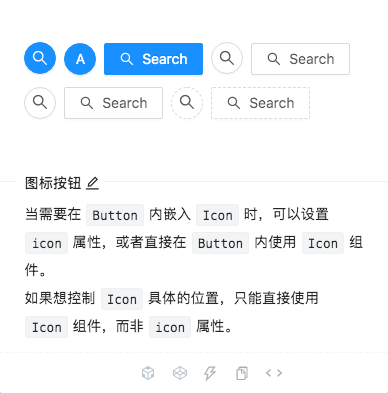 A Search Search
Search Search
图标按钮
当需要在 Button 内嵌入 Icon 时，可以设置
icon 属性，或者直接在 Button 内使用 Icon 组
件。
如果想控制 Icon 具体的位置，只能直接使用
Icon 组件，而非 icon 属性。